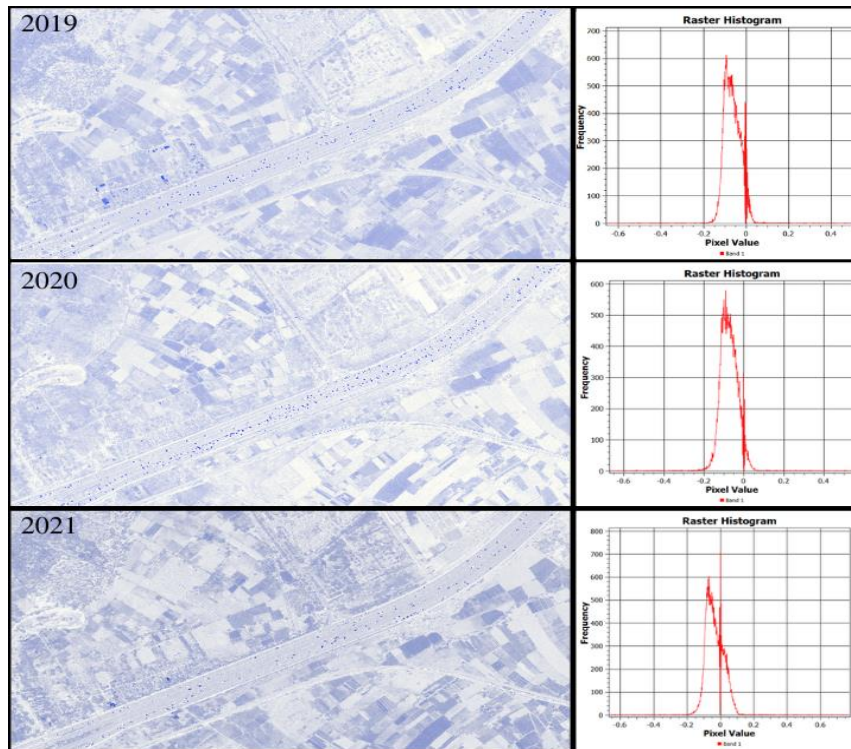 2019
Raster Histogram
700
600
500
400
300
200
100
0
Frequency
-0.6 -0.4 -0.2 0 0.2 0.4
Pixel Value
Band 1
2020
Raster Histogram
600
500
400
300
200
100
0
Frequency
-0.6 -0.4 -0.2 0 0.2 0.4
Pixel Value
Band 1
2021
Raster Histogram
800
700
600
500
400
300
200
100
0
Frequency
-0.6 -0.4 -0.2 0 0.2 0.4 0.6
Pixel Value
Band 1